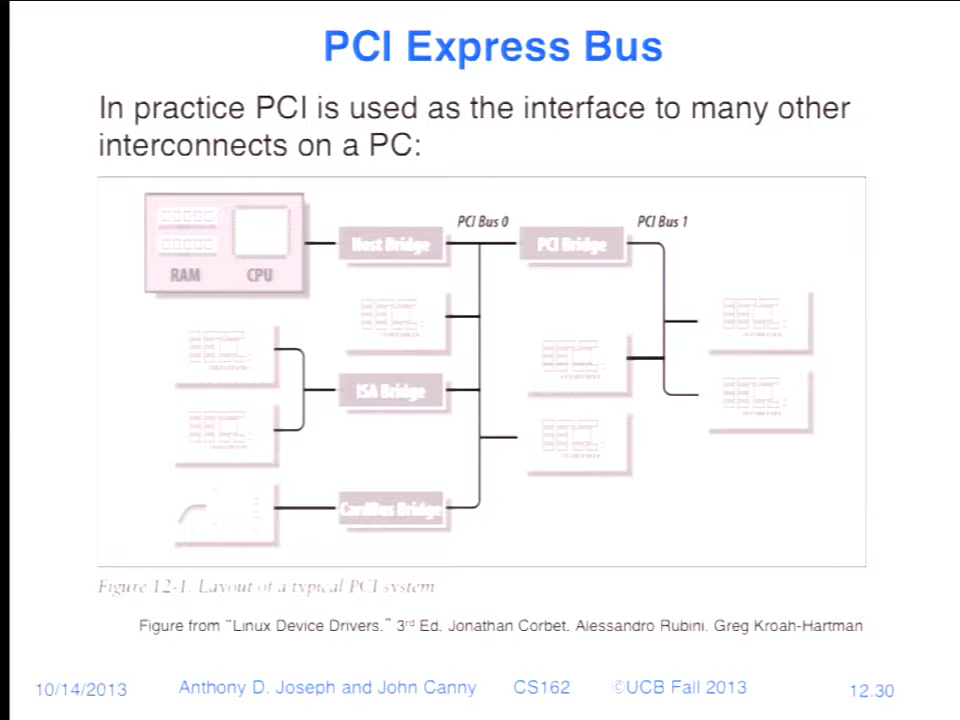 PCI Express Bus
In practice PCI is used as the interface to many other
interconnects on a PC:
PCI Bus 0
PCI Bus 1
Host Bridge
PCI Bridge
RAM
CPU
ISA Bridge
CardBus Bridge
Figure 12-1. Layout of a typical PCI system
Figure from "Linux Device Drivers," 3rd Ed, Jonathan Corbet, Alessandro Rubini, Greg Kroah-Hartman
10/14/2013
Anthony D. Joseph and John Canny
CS162
©UCB Fall 2013
12.30